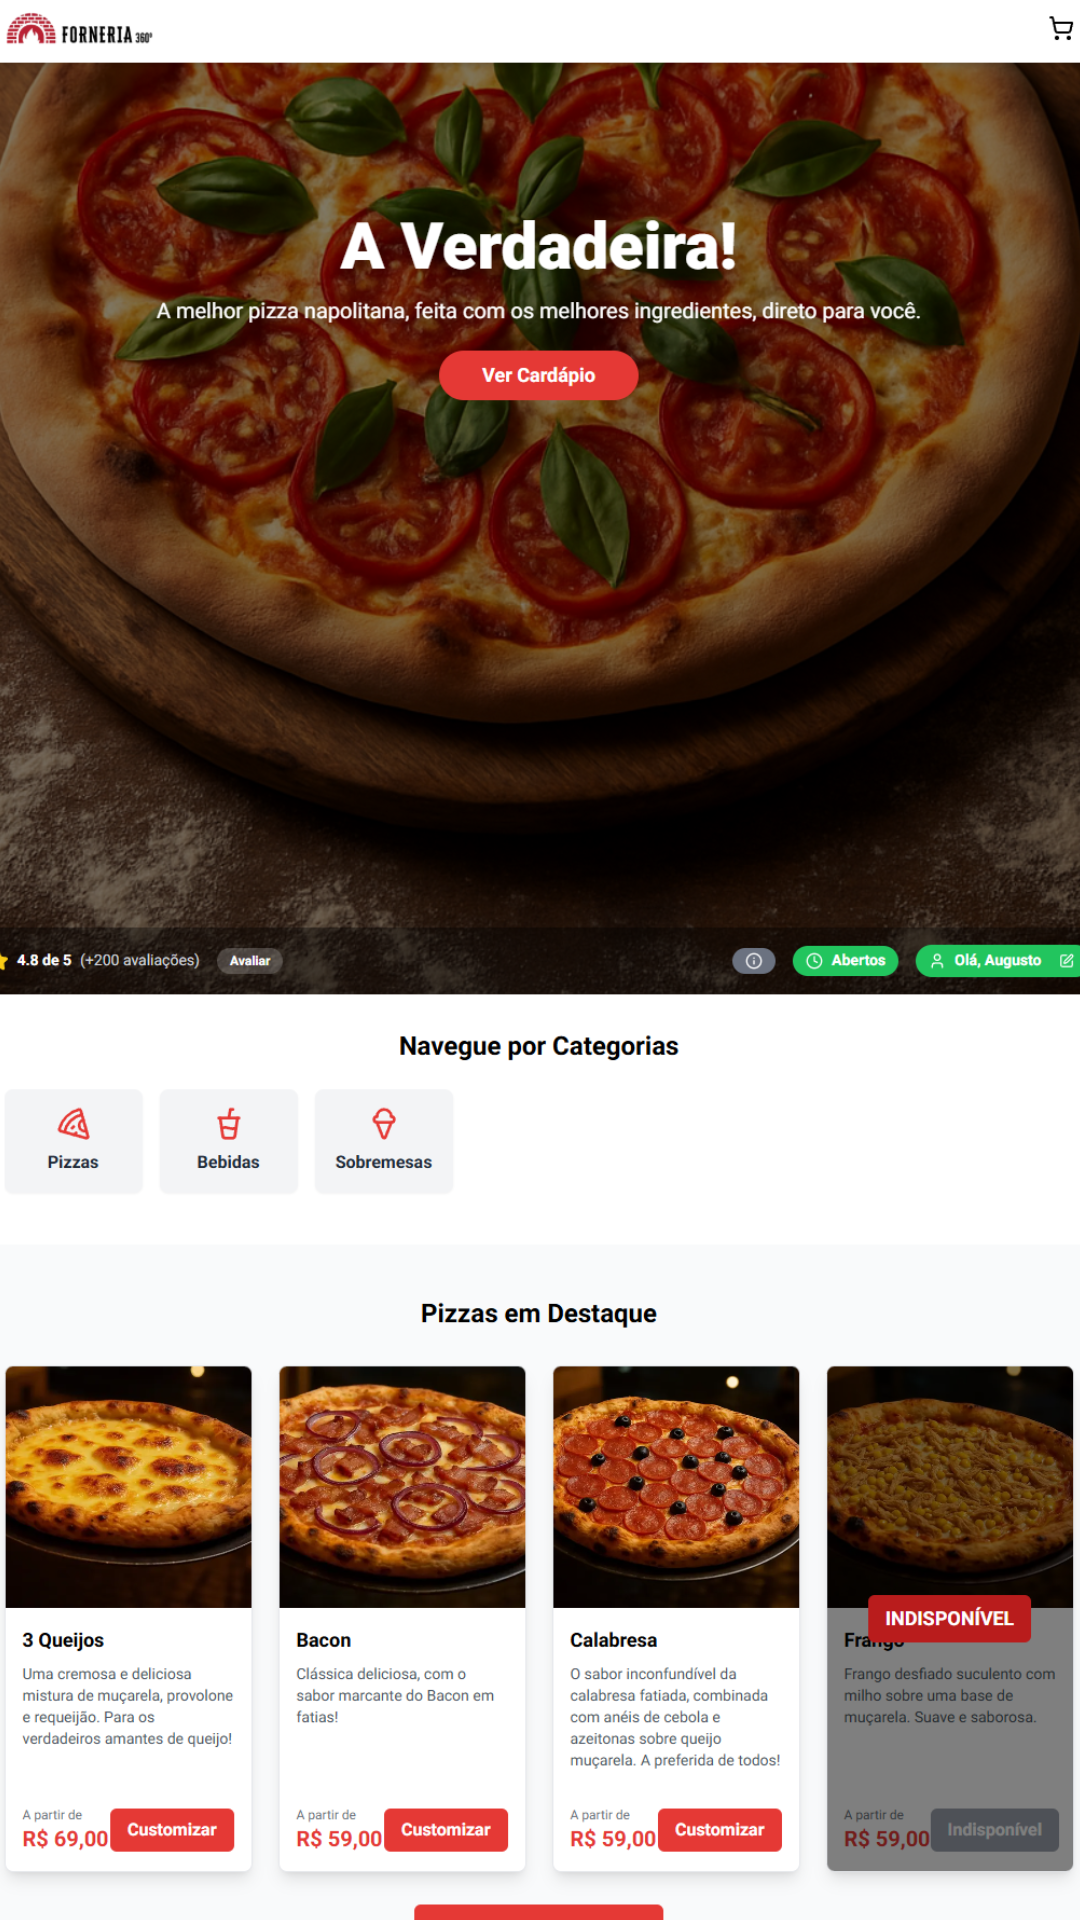 FORNERIA 360°
A Verdadeira!
A melhor pizza napolitana, feita com os melhores ingredientes, direto para você.
Ver Cardápio
4.8 de 5 (+200 avaliações) Avaliar
Abertos
Olá, Augusto
Navegue por Categorias
Pizzas
Bebidas
Sobremesas
Pizzas em Destaque
3 Queijos
Uma cremosa e deliciosa
mistura de muçarela, provolone
e requeijão. Para os
verdadeiros amantes de queijo!
A partir de
R$ 69,00
Customizar
Bacon
Clássica deliciosa, com o
sabor marcante do Bacon em
fatias!
A partir de
R$ 59,00
Customizar
Calabresa
O sabor inconfundível da
calabresa fatiada, combinada
com anéis de cebola e
azeitonas sobre queijo
muçarela. A preferida de todos!
A partir de
R$ 59,00
Customizar
INDISPONÍVEL
Frango
Frango desfiado suculento com
milho sobre uma base de
muçarela. Suave e saborosa.
A partir de
R$ 59,00
Indisponível